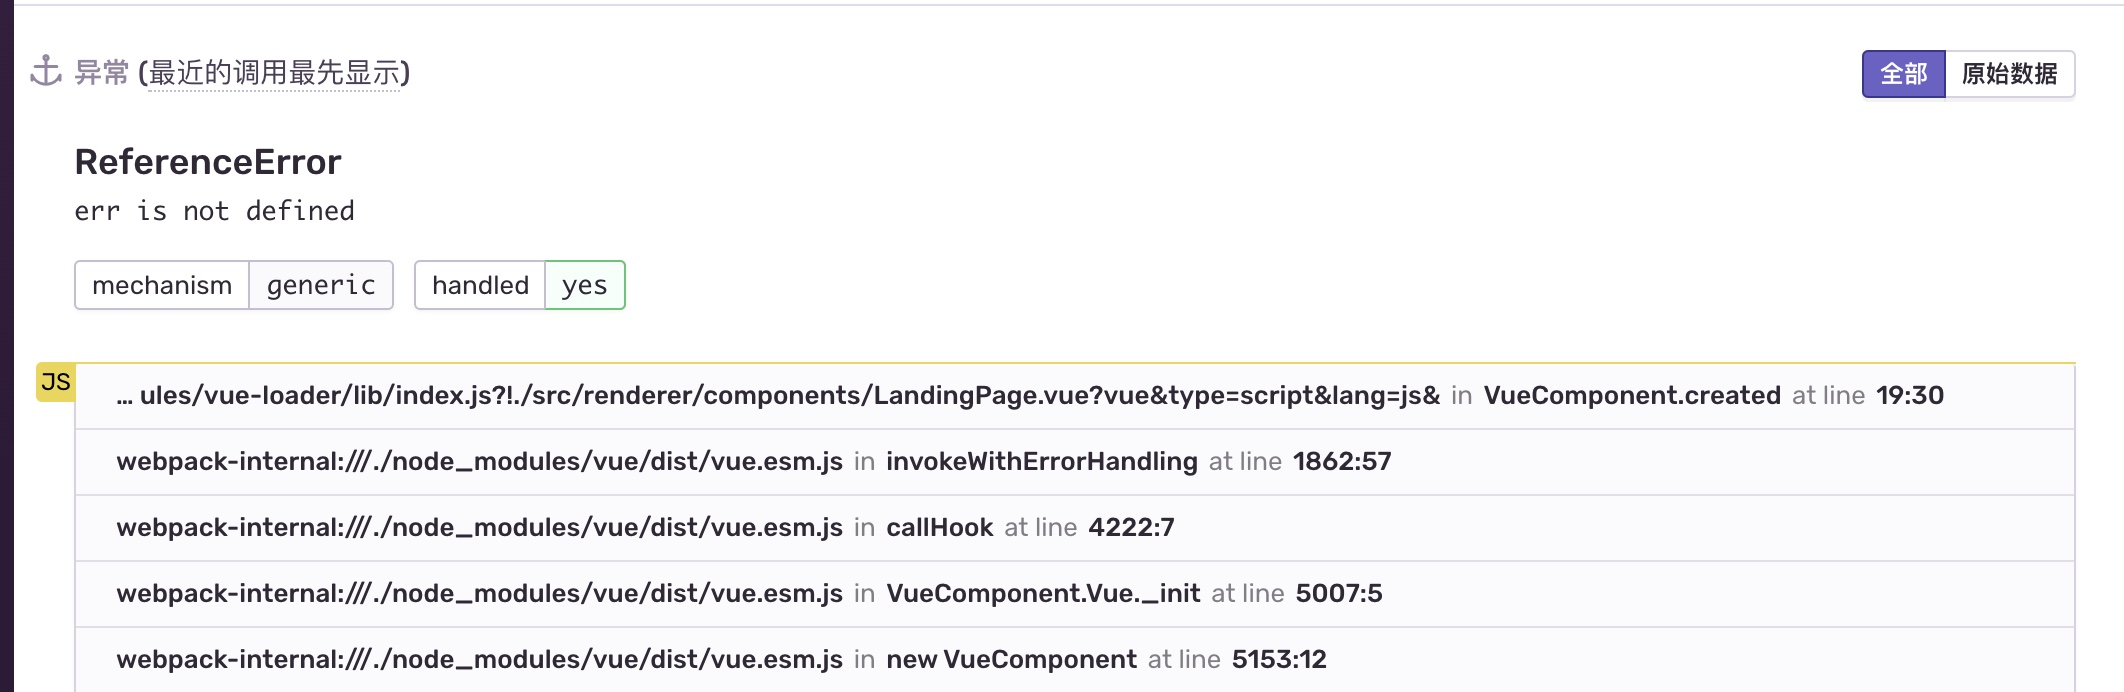 异常 (最近的调用最先显示)
全部 原始数据
ReferenceError
err is not defined
mechanism generic handled yes
JS
... ules/vue-loader/lib/index.js?!./src/renderer/components/LandingPage.vue?vue&type=script&lang=js& in VueComponent.created at line 19:30
webpack-internal:///./node_modules/vue/dist/vue.esm.js in invokeWithErrorHandling at line 1862:57
webpack-internal:///./node_modules/vue/dist/vue.esm.js in callHook at line 4222:7
webpack-internal:///./node_modules/vue/dist/vue.esm.js in VueComponent.Vue._init at line 5007:5
webpack-internal:///./node_modules/vue/dist/vue.esm.js in new VueComponent at line 5153:12